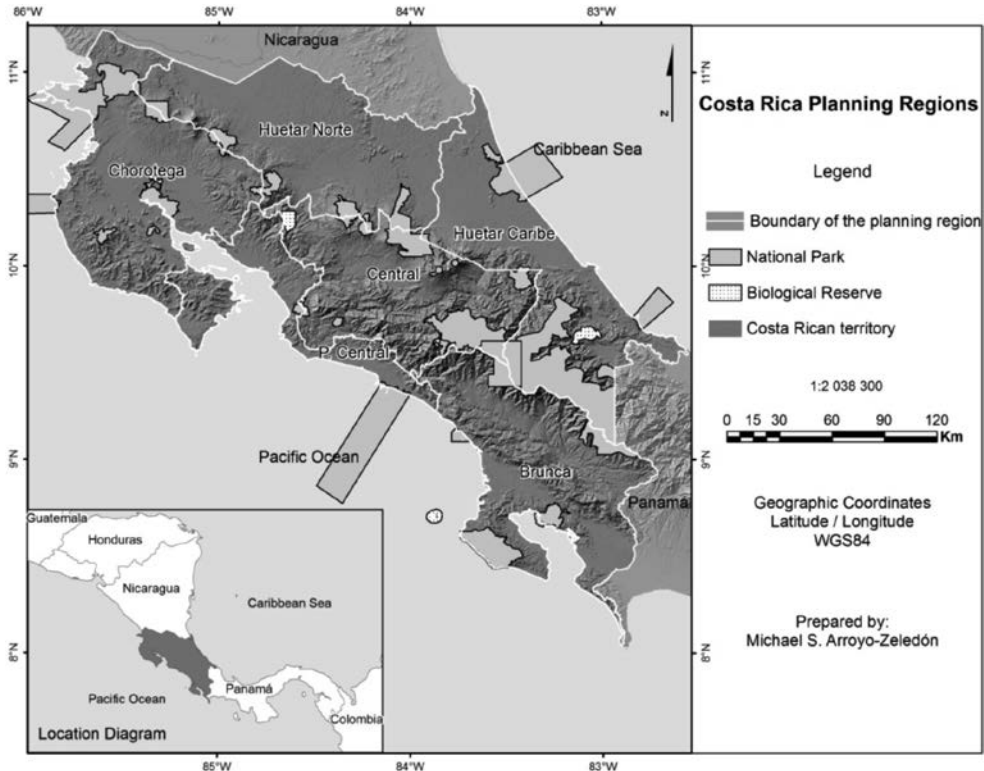 86°W
85°W
84°W
83°W
11°N
10°N
9°N
8°N
11°N
10°N
9°N
8°N
85°W
84°W
83°W
Nicaragua
N
Huetar Norte
Caribbean Sea
Chorotega
Huetar Caribe
Central
P. Central
Pacific Ocean
Brunca
Panamá
Guatemala
Honduras
Nicaragua
Caribbean Sea
Panamá
Pacific Ocean
Colombia
Location Diagram
Costa Rica Planning Regions
Legend
Boundary of the planning region
National Park
Biological Reserve
Costa Rican territory
1:2 038 300
0 15 30 60 90 120
Km
Geographic Coordinates
Latitude / Longitude
WGS84
Prepared by:
Michael S. Arroyo-Zeledón